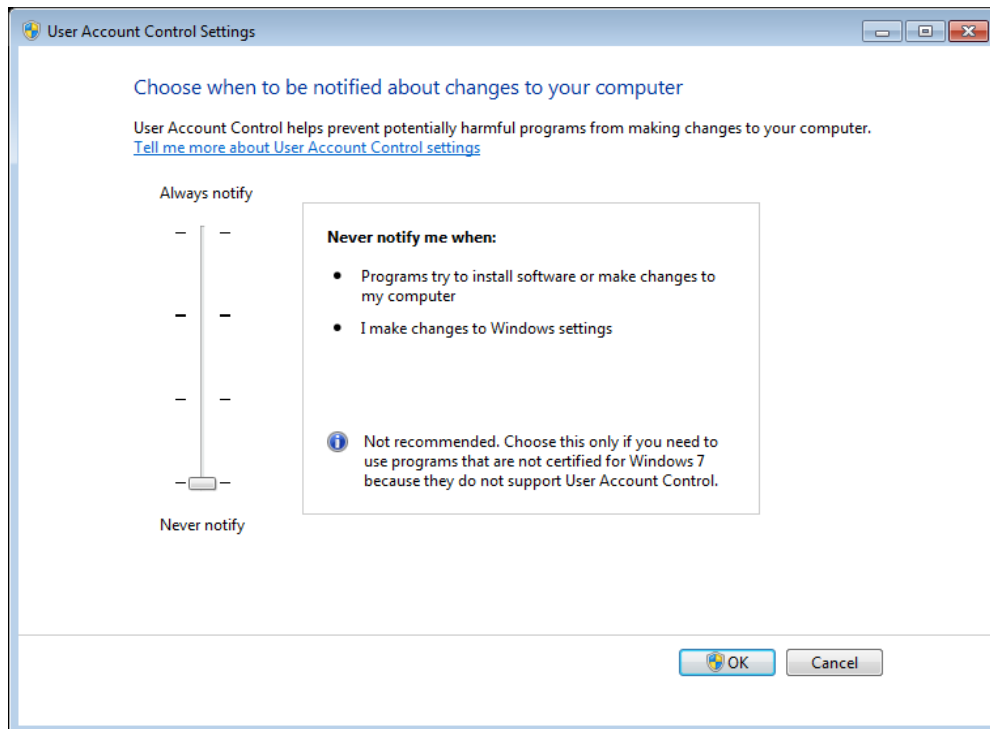 User Account Control Settings
Choose when to be notified about changes to your computer
User Account Control helps prevent potentially harmful programs from making changes to your computer.
Tell me more about User Account Control settings
Always notify
Never notify me when:
Programs try to install software or make changes to
my computer
I make changes to Windows settings
Not recommended. Choose this only if you need to
use programs that are not certified for Windows 7
because they do not support User Account Control.
Never notify
OK
Cancel